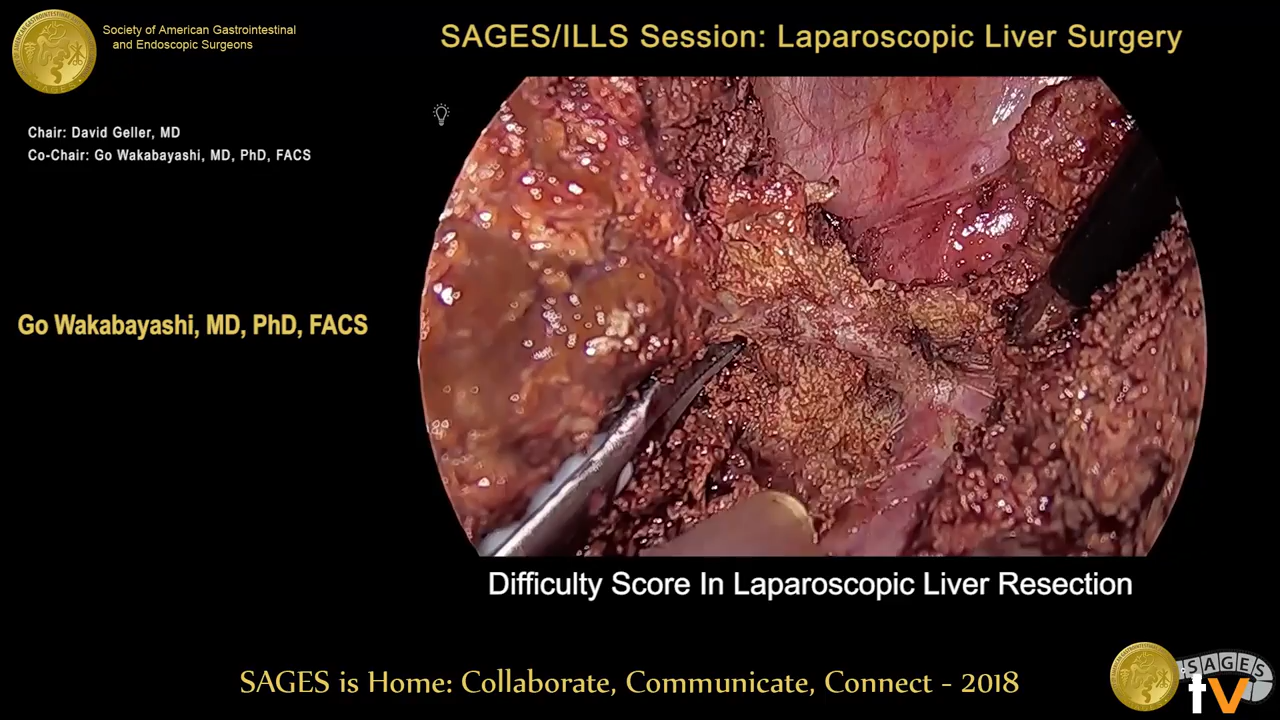 Society of American Gastrointestinal
and Endoscopic Surgeons
SAGES/ILLS Session: Laparoscopic Liver Surgery
Chair: David Geller, MD
Co-Chair: Go Wakabayashi, MD, PhD, FACS
Go Wakabayashi, MD, PhD, FACS
Difficulty Score In Laparoscopic Liver Resection
SAGES is Home: Collaborate, Communicate, Connect - 2018
SAGES
tv